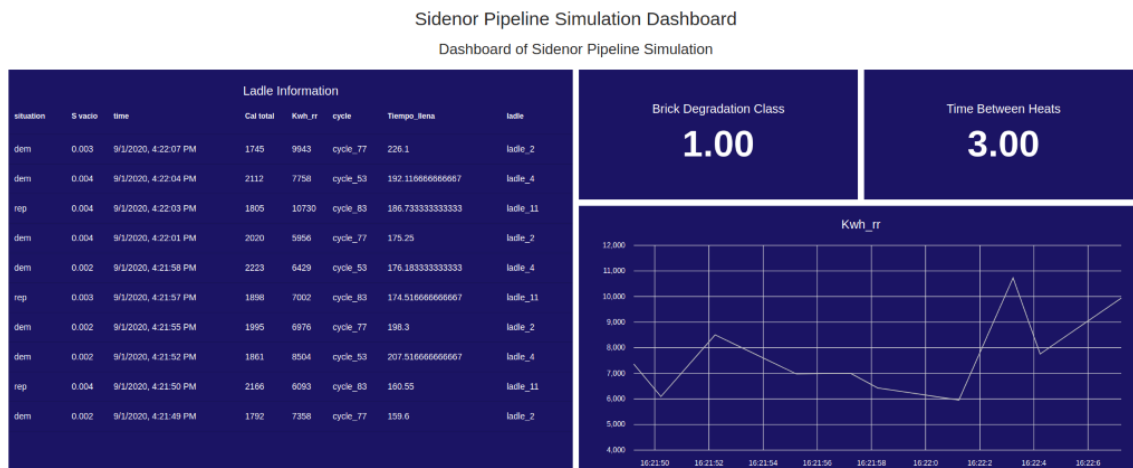 Sidenor Pipeline Simulation Dashboard
Dashboard of Sidenor Pipeline Simulation
Ladle Information
situation S vacio time Cal total Kwh_rr cycle Tiempo_llena ladle
dem 0.003 9/1/2020, 4:22:07 PM 1745 9943 cycle_77 226.1 ladle_2
dem 0.004 9/1/2020, 4:22:04 PM 2112 7758 cycle_53 192.116666666667 ladle_4
rep 0.004 9/1/2020, 4:22:03 PM 1805 10730 cycle_83 186.733333333333 ladle_11
dem 0.004 9/1/2020, 4:22:01 PM 2020 5956 cycle_77 175.25 ladle_2
dem 0.002 9/1/2020, 4:21:58 PM 2223 6429 cycle_53 176.183333333333 ladle_4
rep 0.003 9/1/2020, 4:21:57 PM 1898 7002 cycle_83 174.516666666667 ladle_11
dem 0.002 9/1/2020, 4:21:55 PM 1995 6976 cycle_77 198.3 ladle_2
dem 0.002 9/1/2020, 4:21:52 PM 1861 8504 cycle_53 207.516666666667 ladle_4
rep 0.004 9/1/2020, 4:21:50 PM 2166 6093 cycle_83 160.55 ladle_11
dem 0.002 9/1/2020, 4:21:49 PM 1792 7358 cycle_77 159.6 ladle_2
Brick Degradation Class
1.00
Time Between Heats
3.00
Kwh_rr
12,000
11,000
10,000
9,000
8,000
7,000
6,000
5,000
4,000
16:21:50 16:21:52 16:21:54 16:21:56 16:21:58 16:22:0 16:22:2 16:22:4 16:22:6